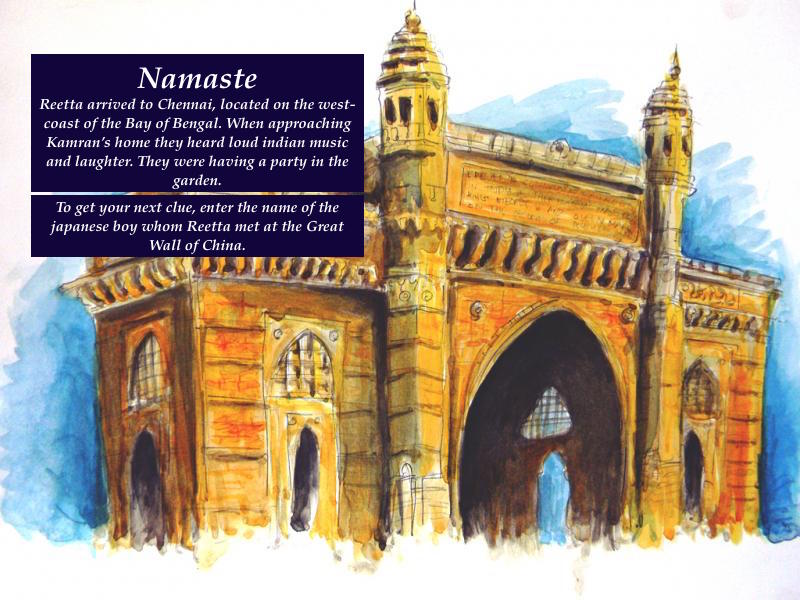 Namaste
Reetta arrived to Chennai, located on the west-
coast of the Bay of Bengal. When approaching
Kamran's home they heard loud indian music
and laughter. They were having a party in the
garden.
To get your next clue, enter the name of the
japanese boy whom Reetta met at the Great
Wall of China.